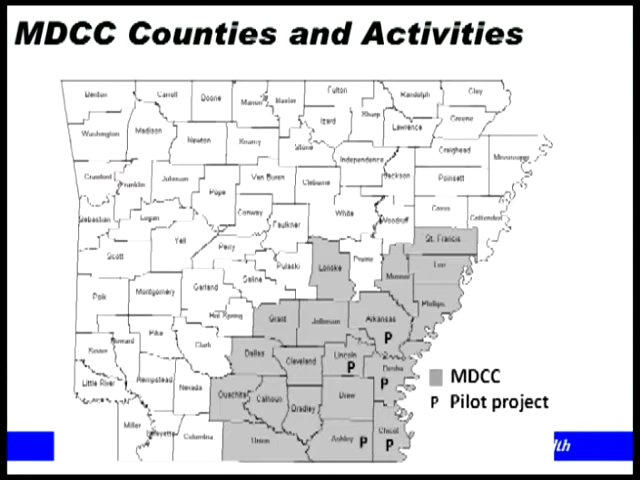 MDCC Counties and Activities
Benton Carroll Boone Marion Baxter Fulton Sharp Randolph Clay
Washington Madison Newton Searcy Stone Izard Lawrence Greene
Independence Craighead Mississippi
Crawford Franklin Johnson Pope Van Buren Cleburne Jackson Poinsett
Sebastian Logan Conway Faulkner White Woodruff Cross Crittenden
Scott Yell Perry Pulaski Lonoke Prairie St. Francis
Polk Montgomery Garland Saline Monroe Lee
Hot Spring Grant Jefferson Arkansas Phillips
Pike Clark Dallas Cleveland Lincoln P
P
Sevier Howard Desha
P
Little River Hempstead Nevada Ouachita Calhoun Bradley Drew
Miller Lafayette Columbia Union Ashley P Chicot
P
MDCC
P Pilot project
lth